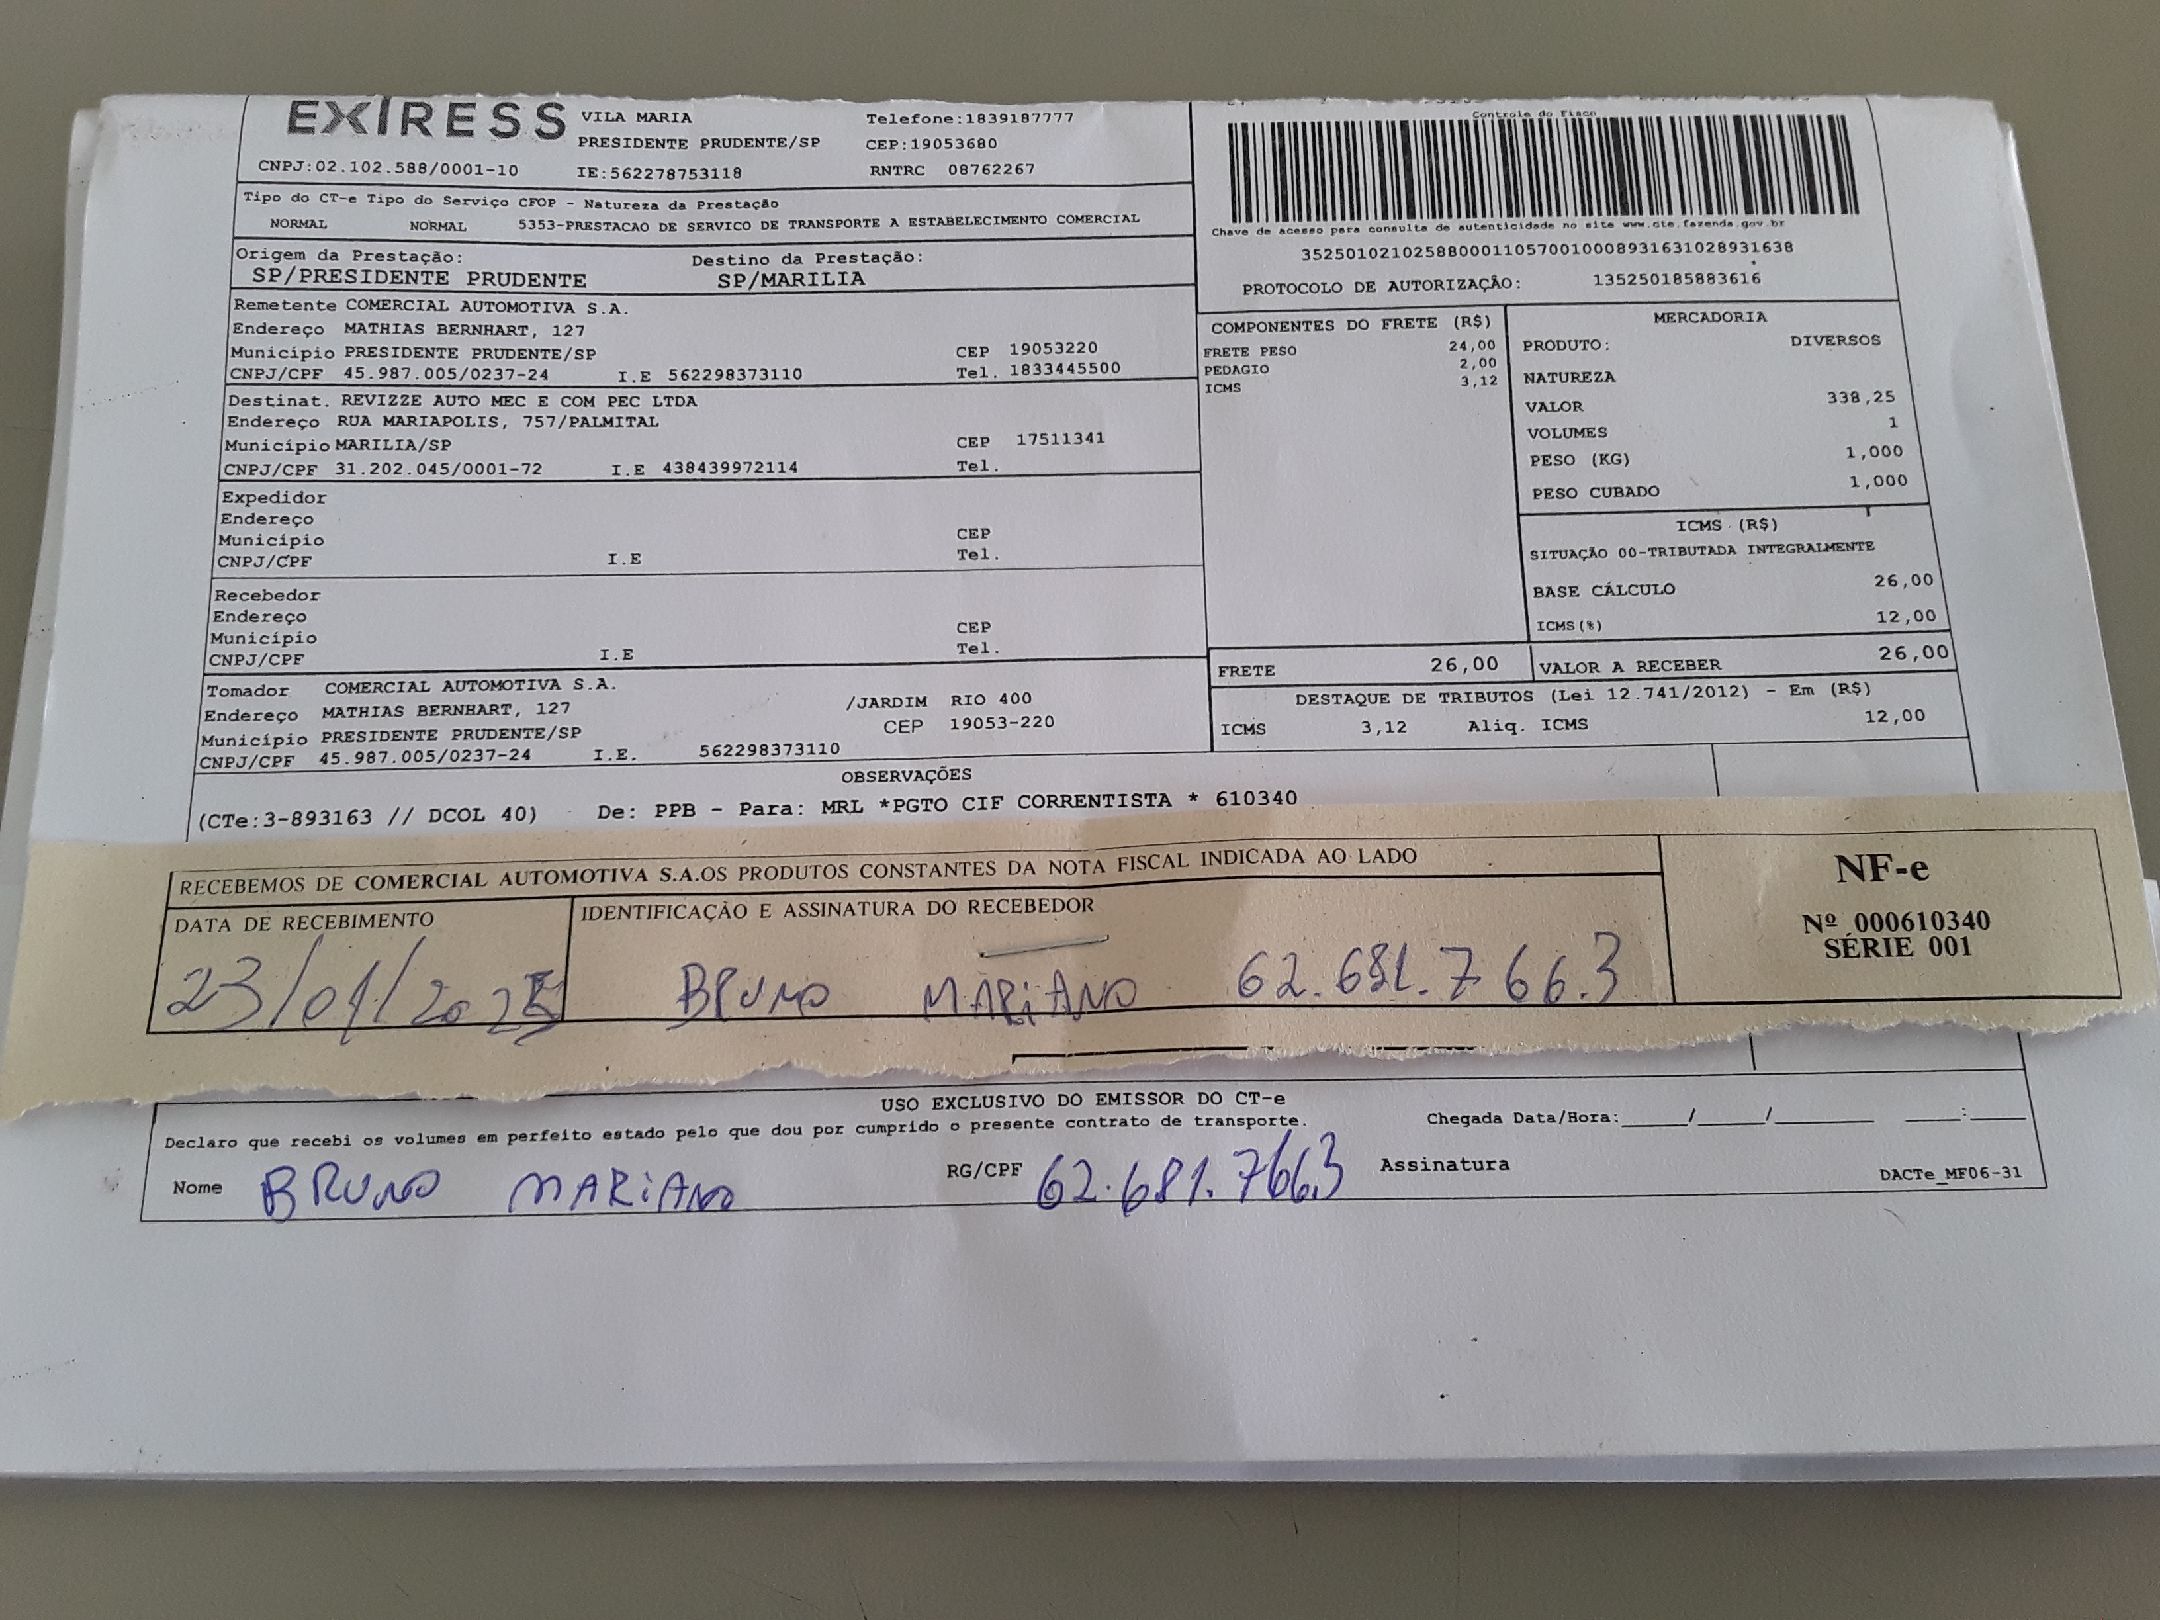 EXIRESS VILA MARIA Telefone:1839187777
PRESIDENTE PRUDENTE/SP CEP:19053680
CNPJ:02.102.588/0001-10 IE:562278753118 RNTRC 08762267
Controle do Fisco
Tipo do CT-e Tipo do Serviço CFOP - Natureza da Prestação
NORMAL NORMAL 5353-PRESTACAO DE SERVICO DE TRANSPORTE A ESTABELECIMENTO COMERCIAL
Chave de acesso para consulta de autenticidade no site www.cte.fazenda.gov.br
35250102102588000110570010008931631028931638
PROTOCOLO DE AUTORIZAÇÃO: 135250185883616
Origem da Prestação: Destino da Prestação:
SP/PRESIDENTE PRUDENTE SP/MARILIA
Remetente COMERCIAL AUTOMOTIVA S.A.
Endereço MATHIAS BERNHART, 127
Município PRESIDENTE PRUDENTE/SP CEP 19053220
CNPJ/CPF 45.987.005/0237-24 I.E 562298373110 Tel. 1833445500
Destinat. REVIZZE AUTO MEC E COM PEC LTDA
Endereço RUA MARIAPOLIS, 757/PALMITAL
Município MARILIA/SP CEP 17511341
CNPJ/CPF 31.202.045/0001-72 I.E 438439972114 Tel.
Expedidor
Endereço
Município CEP
CNPJ/CPF I.E Tel.
Recebedor
Endereço
Município CEP
CNPJ/CPF I.E Tel.
Tomador COMERCIAL AUTOMOTIVA S.A.
Endereço MATHIAS BERNHART, 127 /JARDIM RIO 400
Município PRESIDENTE PRUDENTE/SP CEP 19053-220
CNPJ/CPF 45.987.005/0237-24 I.E. 562298373110
COMPONENTES DO FRETE (R$)
FRETE PESO 24,00
PEDAGIO 2,00
ICMS 3,12
MERCADORIA
PRODUTO: DIVERSOS
NATUREZA
VALOR 338,25
VOLUMES 1
PESO (KG) 1,000
PESO CUBADO 1,000
ICMS (R$)
SITUAÇÃO 00-TRIBUTADA INTEGRALMENTE
BASE CÁLCULO 26,00
ICMS(%) 12,00
FRETE 26,00 VALOR A RECEBER 26,00
DESTAQUE DE TRIBUTOS (Lei 12.741/2012) - Em (R$)
ICMS 3,12 Aliq. ICMS 12,00
OBSERVAÇÕES
(CTe:3-893163 // DCOL 40) De: PPB - Para: MRL *PGTO CIF CORRENTISTA * 610340
RECEBEMOS DE COMERCIAL AUTOMOTIVA S.A.OS PRODUTOS CONSTANTES DA NOTA FISCAL INDICADA AO LADO
DATA DE RECEBIMENTO IDENTIFICAÇÃO E ASSINATURA DO RECEBEDOR
23/01/2025 BRUNO MARIANO 62.681.766.3
NF-e
Nº 000610340
SÉRIE 001
USO EXCLUSIVO DO EMISSOR DO CT-e
Declaro que recebi os volumes em perfeito estado pelo que dou por cumprido o presente contrato de transporte. Chegada Data/Hora:_____/_____/_______ ____:____
Nome BRUNO MARIANO RG/CPF 62.681.766.3 Assinatura DACTe_MF06-31